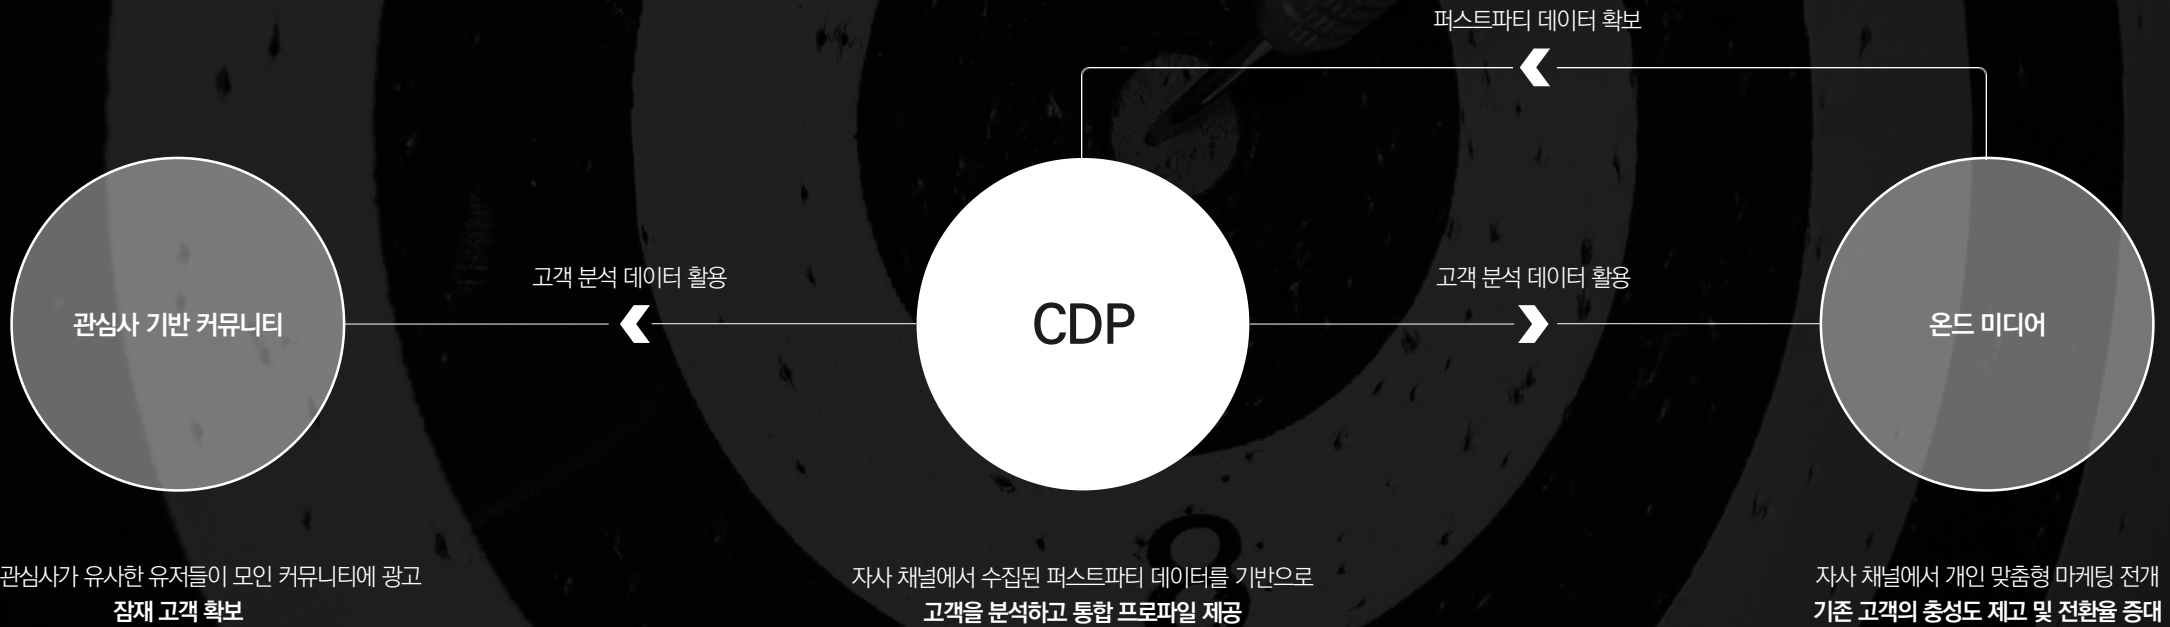 퍼스트파티 데이터 확보
고객 분석 데이터 활용
고객 분석 데이터 활용
관심사 기반 커뮤니티
CDP
온드 미디어
관심사가 유사한 유저들이 모인 커뮤니티에 광고
잠재 고객 확보
자사 채널에서 수집된 퍼스트파티 데이터를 기반으로
고객을 분석하고 통합 프로파일 제공
자사 채널에서 개인 맞춤형 마케팅 전개
기존 고객의 충성도 제고 및 전환율 증대
8